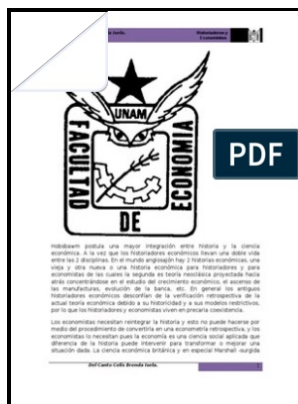 Historiadores y
Economistas
UNAM
FACULTAD
DE
ECONOMIA
PDF
Hobsbawm postula una mayor integración entre historia y la ciencia
económica. A la vez que los historiadores económicos llevan una doble vida
entre las 2 disciplinas. En el mundo anglosajón hay 2 historias económicas, una
vieja y otra nueva o una historia económica para historiadores y para
economistas de las cuales la segunda es teoría neoclásica proyectada hacia
atrás concentrándose en el estudio del crecimiento económico, el ascenso de
las manufacturas, evolución de la banca, etc. En general los antiguos
historiadores económicos desconfían de la verificación retrospectiva de la
actual teoría económica debido a su historicidad y a sus modelos restrictivos,
por lo que los historiadores y economistas viven en precaria coexistencia.
Los economistas necesitan reintegrar la historia y esto no puede hacerse por
medio del procedimiento de convertirla en una econometría retrospectiva, y los
economistas lo necesitan pues la economía es una ciencia social aplicada que
diferencia de la historia puede intervenir para transformar o mejorar una
situación dada. La ciencia económica británica y en especial Marshall -surgida
Del Canto Celis Brenda Isela.